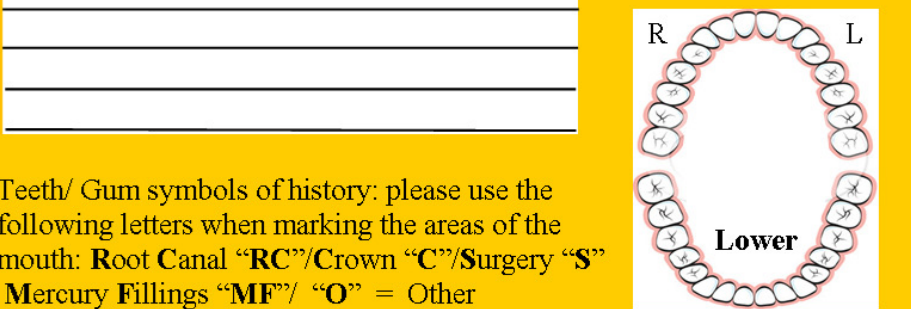 R L
Teeth/ Gum symbols of history: please use the
following letters when marking the areas of the
mouth: Root Canal “RC”/Crown “C”/Surgery “S”
Mercury Fillings “MF”/ “O” = Other
Lower